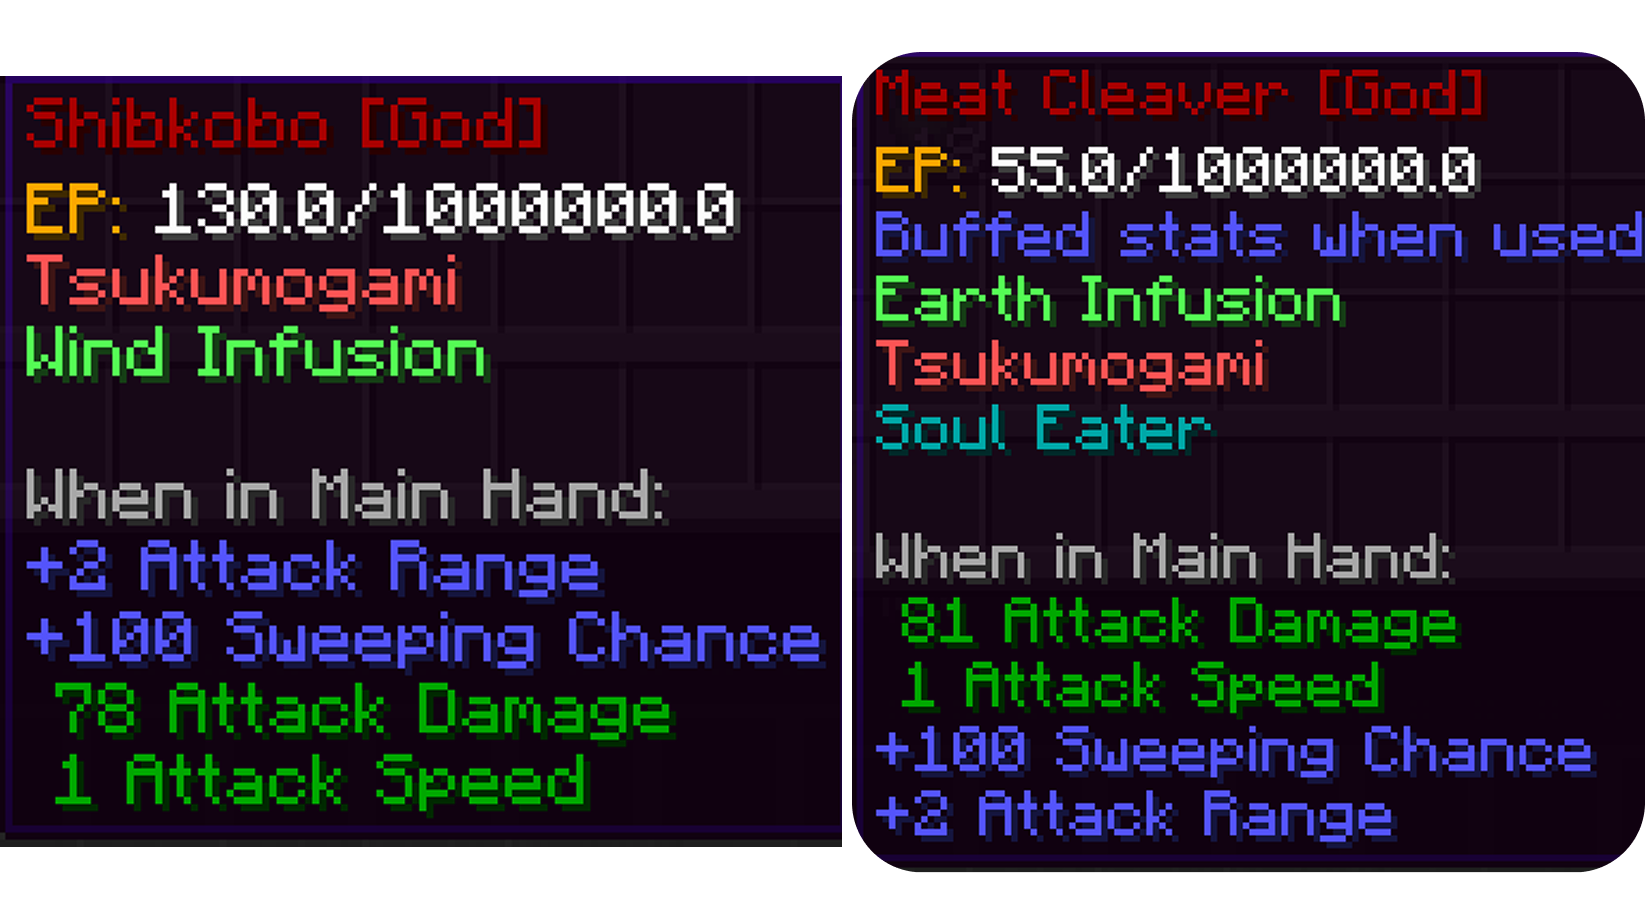 Shibkobo [God]
EP: 130.0/1000000.0
Tsukumogami
Wind Infusion
When in Main Hand:
+2 Attack Range
+100 Sweeping Chance
78 Attack Damage
1 Attack Speed
Meat Cleaver [God]
EP: 55.0/1000000.0
Buffed stats when used
Earth Infusion
Tsukumogami
Soul Eater
When in Main Hand:
81 Attack Damage
1 Attack Speed
+100 Sweeping Chance
+2 Attack Range